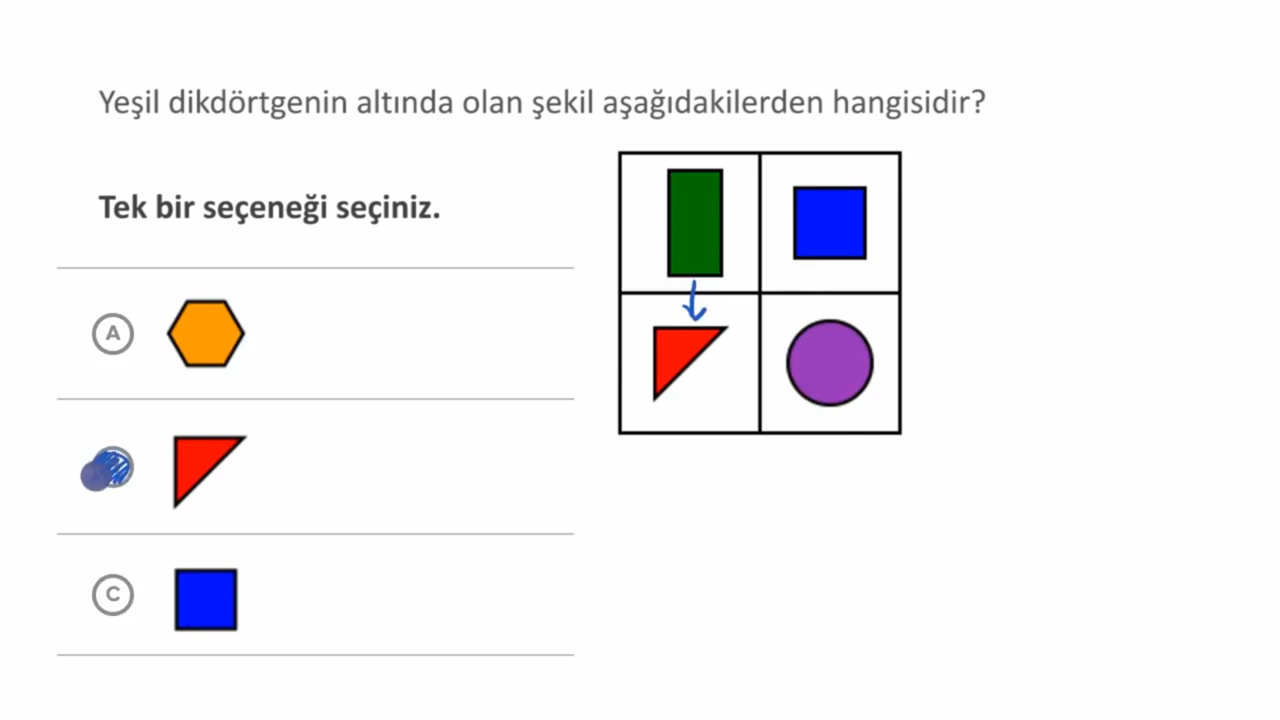 Yeşil dikdörtgenin altında olan şekil aşağıdakilerden hangisidir?
Tek bir seçeneği seçiniz.
A
C